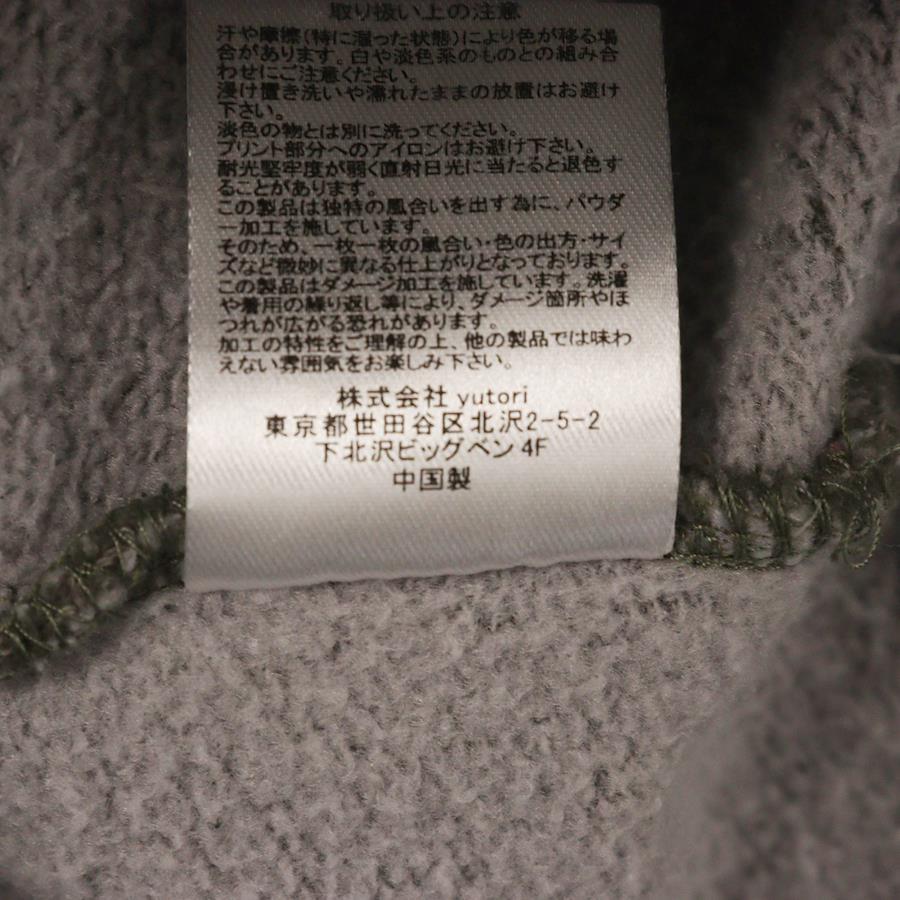 取り扱い上の注意
汗や摩擦(特に湿った状態)により色が移る場
合があります。白や淡色系のものとの組み合
わせにご注意ください。
浸け置き洗いや濡れたままの放置はお避け
下さい。
淡色の物とは別に洗ってください。
プリント部分へのアイロンはお避け下さい。
耐光堅牢度が弱く直射日光に当たると退色す
ることがあります。
この製品は独特の風合いを出す為に、パウダ
ー加工を施しています。
そのため、一枚一枚の風合い・色の出方・サイ
ズなど微妙に異なる仕上がりとなっております。
この製品はダメージ加工を施しています。洗濯
や着用の繰り返し等により、ダメージ箇所やほ
つれが広がる恐れがあります。
加工の特性をご理解の上、他の製品では味わ
えない雰囲気をお楽しみ下さい。
株式会社 yutori
東京都世田谷区北沢2-5-2
下北沢ビッグベン4F
中国製